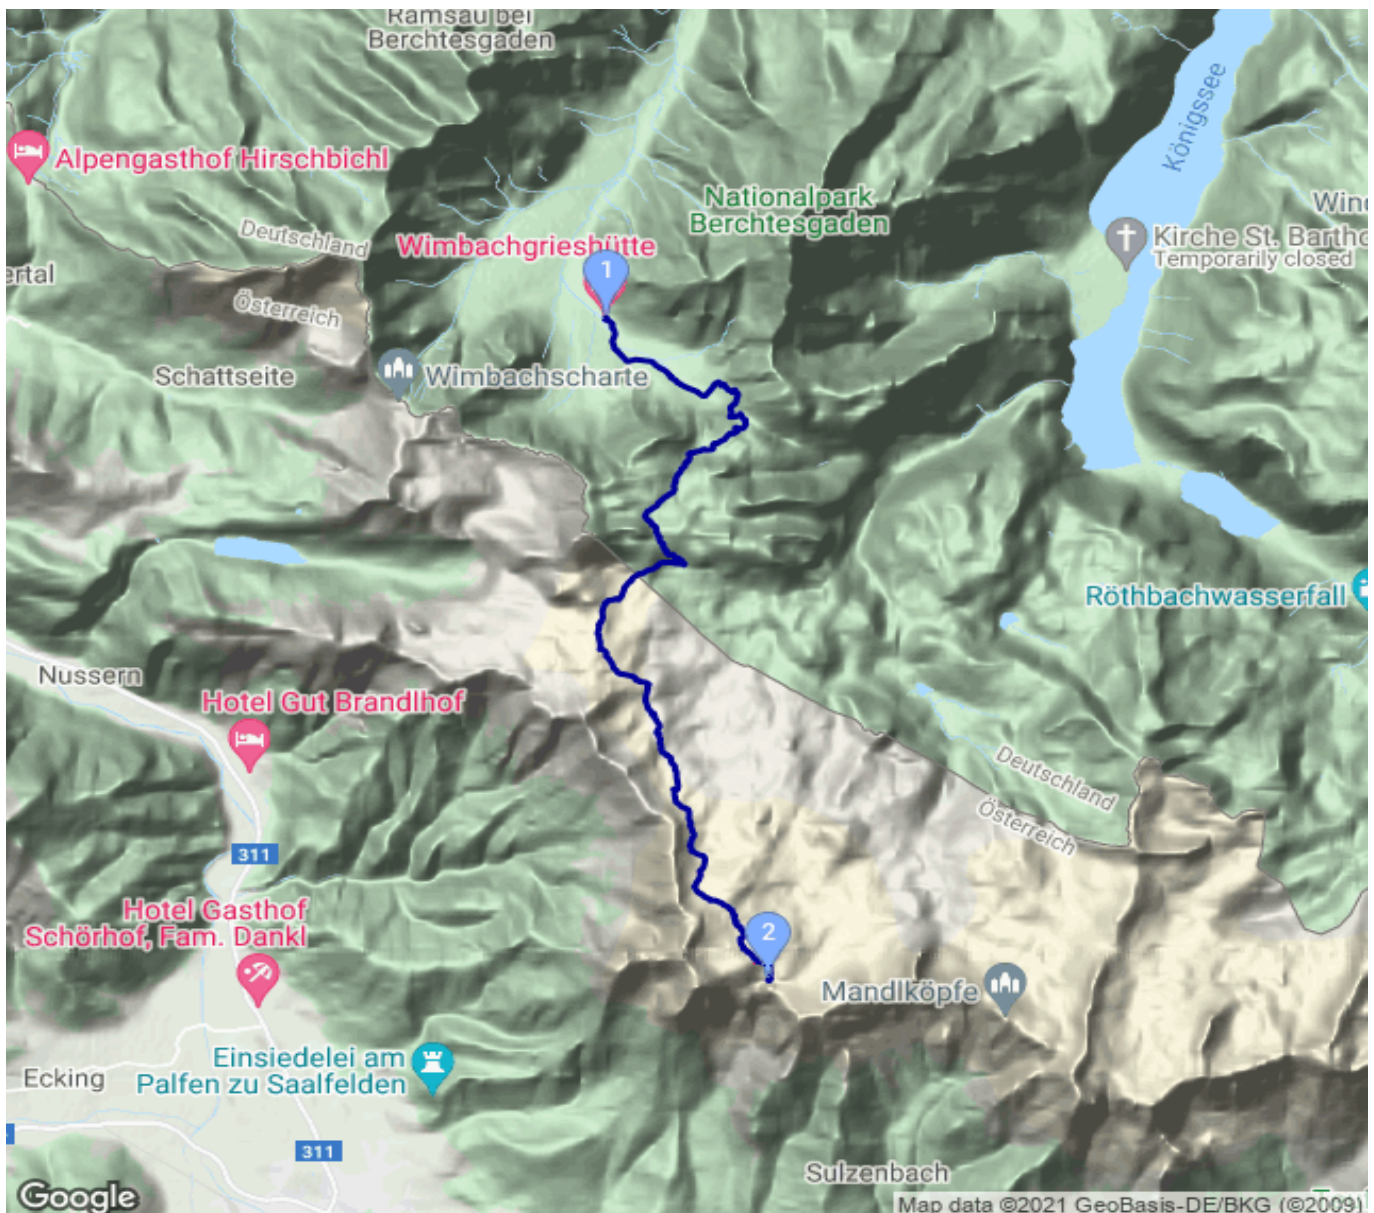 Ramsau bei
Berchtesgaden
Königssee
Alpengasthof Hirschbichl
Nationalpark
Berchtesgaden
Deutschland
Wimbachgrieshütte
Kirche St. Bartho
Temporarily closed
ertal
1
Österreich
Wimbachscharte
Schattseite
Röthbachwasserfall
Nussern
Hotel Gut Brandlhof
Deutschland
Österreich
311
Hotel Gasthof
Schörhof, Fam. Dankl
2
Mandlköpfe
Einsiedelei am
Palfen zu Saalfelden
Ecking
311
Sulzenbach
Google
Map data ©2021 GeoBasis-DE/BKG (©2009)